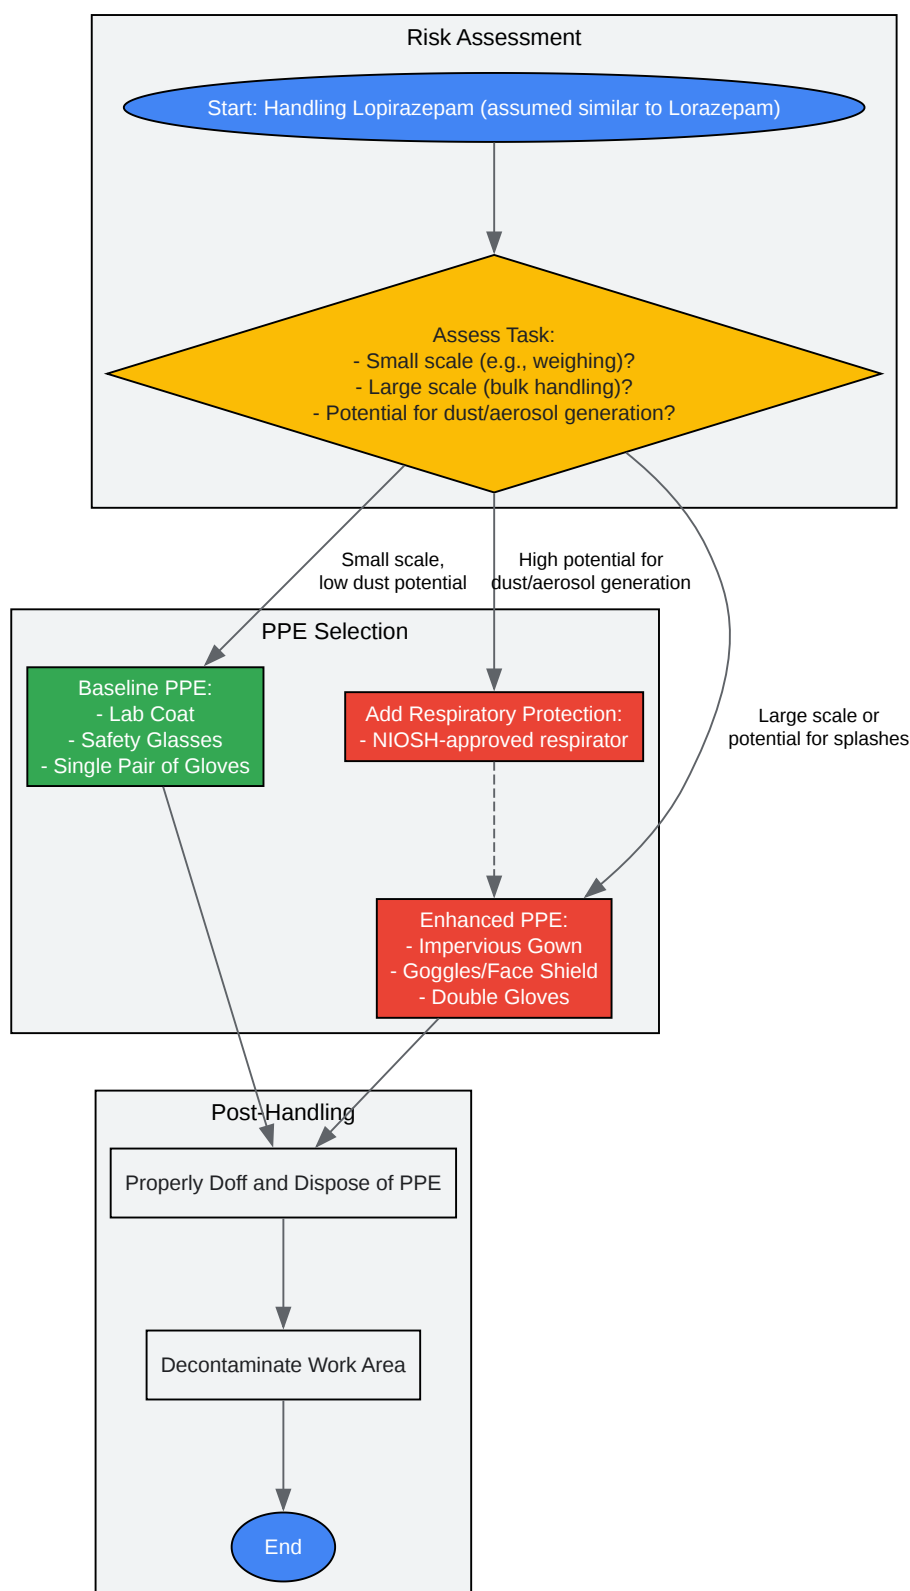 Risk Assessment
Start: Handling Lopirazepam (assumed similar to Lorazepam)
Assess Task:
- Small scale (e.g., weighing)?
- Large scale (bulk handling)?
- Potential for dust/aerosol generation?
Small scale,
low dust potential
High potential for
dust/aerosol generation
Large scale or
potential for splashes
PPE Selection
Baseline PPE:
- Lab Coat
- Safety Glasses
- Single Pair of Gloves
Add Respiratory Protection:
- NIOSH-approved respirator
Enhanced PPE:
- Impervious Gown
- Goggles/Face Shield
- Double Gloves
Post-Handling
Properly Doff and Dispose of PPE
Decontaminate Work Area
End